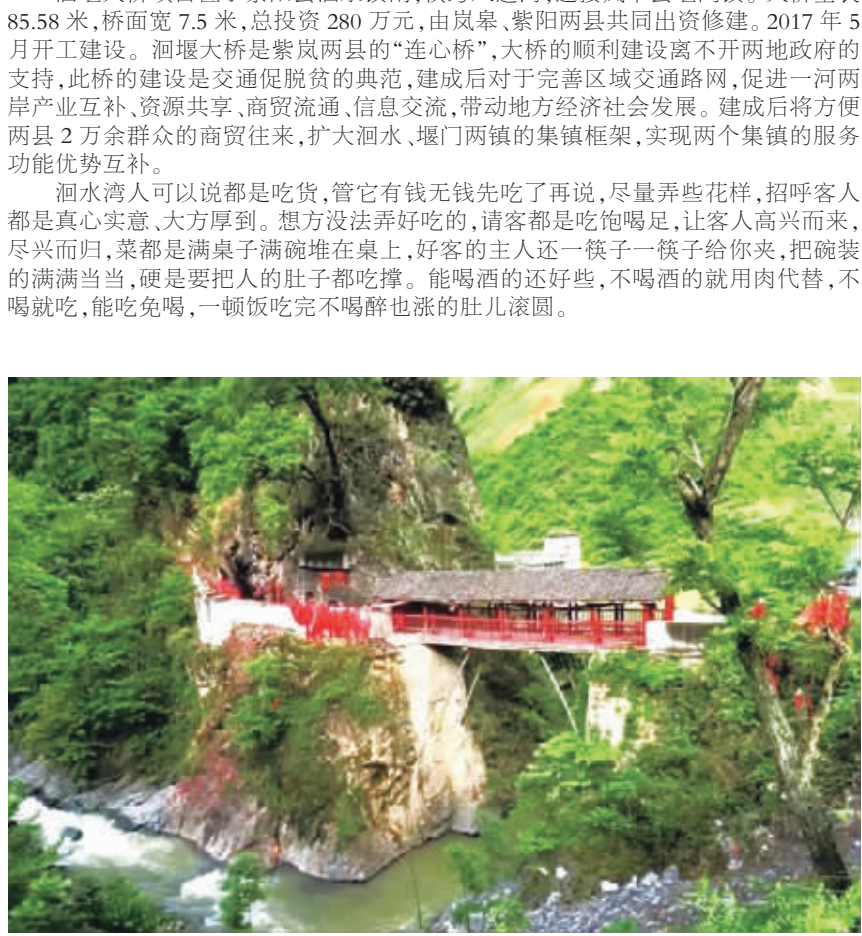 85.58 米,桥面宽 7.5 米,总投资 280 万元,由岚皋、紫阳两县共同出资修建。2017 年 5
月开工建设。洄堰大桥是紫岚两县的“连心桥”,大桥的顺利建设离不开两地政府的
支持,此桥的建设是交通促脱贫的典范,建成后对于完善区域交通路网,促进一河两
岸产业互补、资源共享、商贸流通、信息交流,带动地方经济社会发展。建成后将方便
两县 2 万余群众的商贸往来,扩大洄水、堰门两镇的集镇框架,实现两个集镇的服务
功能优势互补。
洄水湾人可以说都是吃货,管它有钱无钱先吃了再说,尽量弄些花样,招呼客人
都是真心实意、大方厚到。想方没法弄好吃的,请客都是吃饱喝足,让客人高兴而来,
尽兴而归,菜都是满桌子满碗堆在桌上,好客的主人还一筷子一筷子给你夹,把碗装
的满满当当,硬是要把人的肚子都吃撑。能喝酒的还好些,不喝酒的就用肉代替,不
喝就吃,能吃免喝,一顿饭吃完不喝醉也涨的肚儿滚圆。